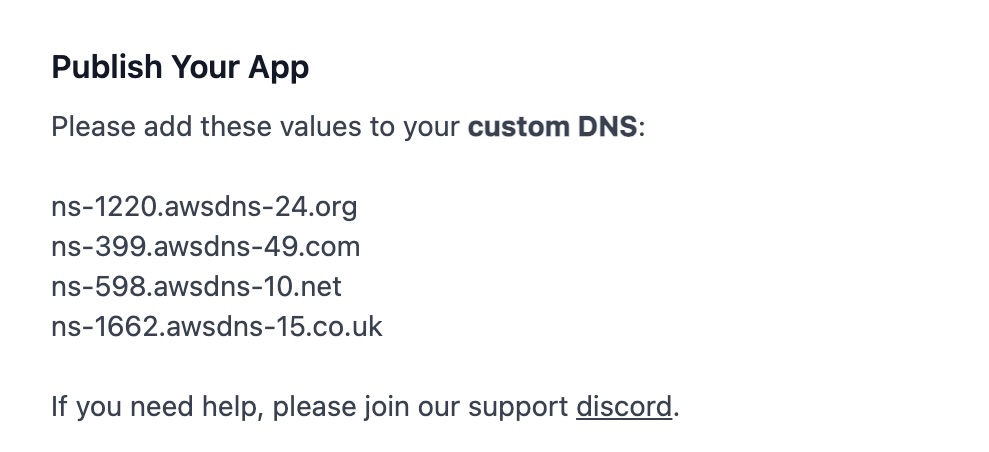 Publish Your App
Please add these values to your custom DNS:
ns-1220.awsdns-24.org
ns-399.awsdns-49.com
ns-598.awsdns-10.net
ns-1662.awsdns-15.co.uk
If you need help, please join our support discord.